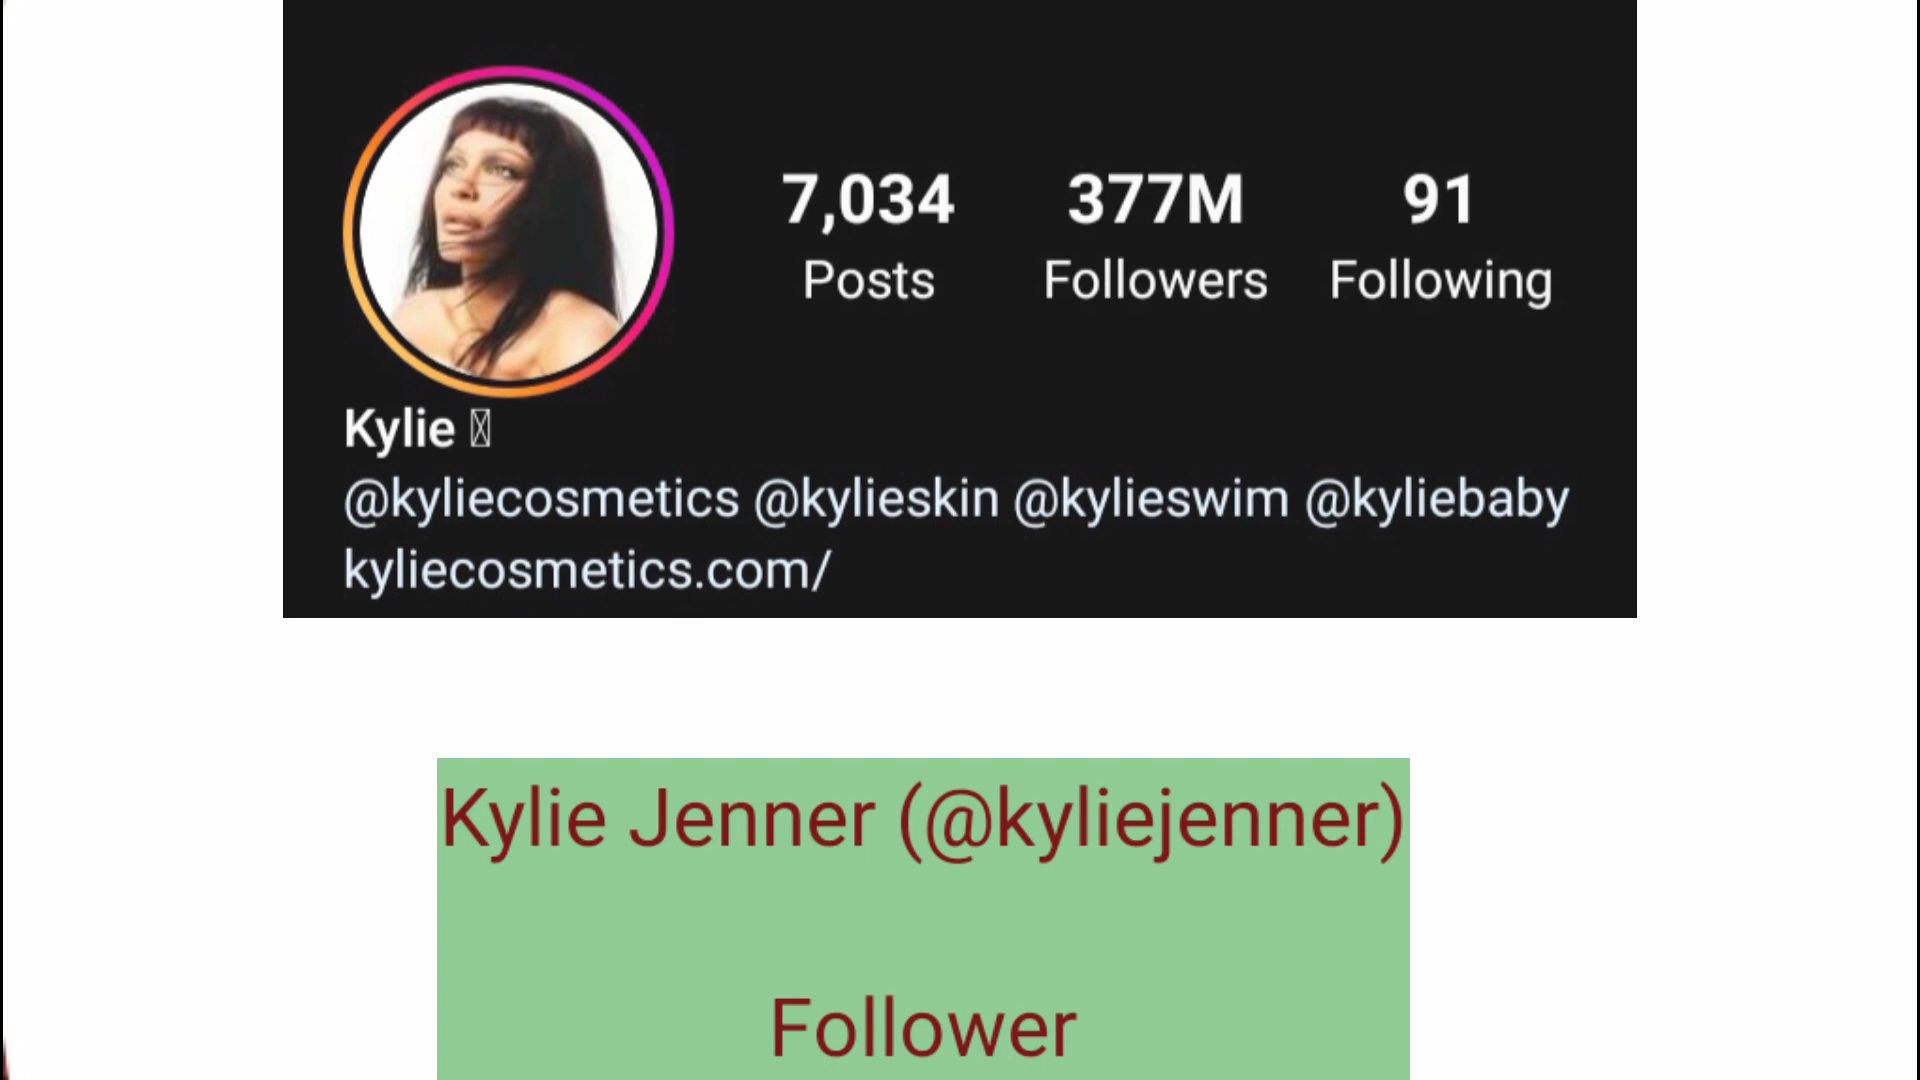 7,034 377M 91
Posts Followers Following
Kylie
@kyliecosmetics @kylieskin @kylieswim @kyliebaby
kyliecosmetics.com/
Kylie Jenner (@kyliejenner)
Follower